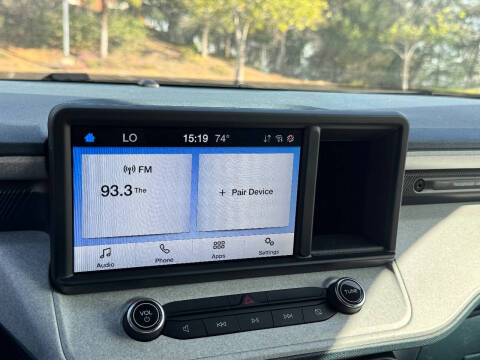 LO 15:19 74°
FM
93.3 The
+ Pair Device
Audio Phone Apps Settings
VOL TUNE